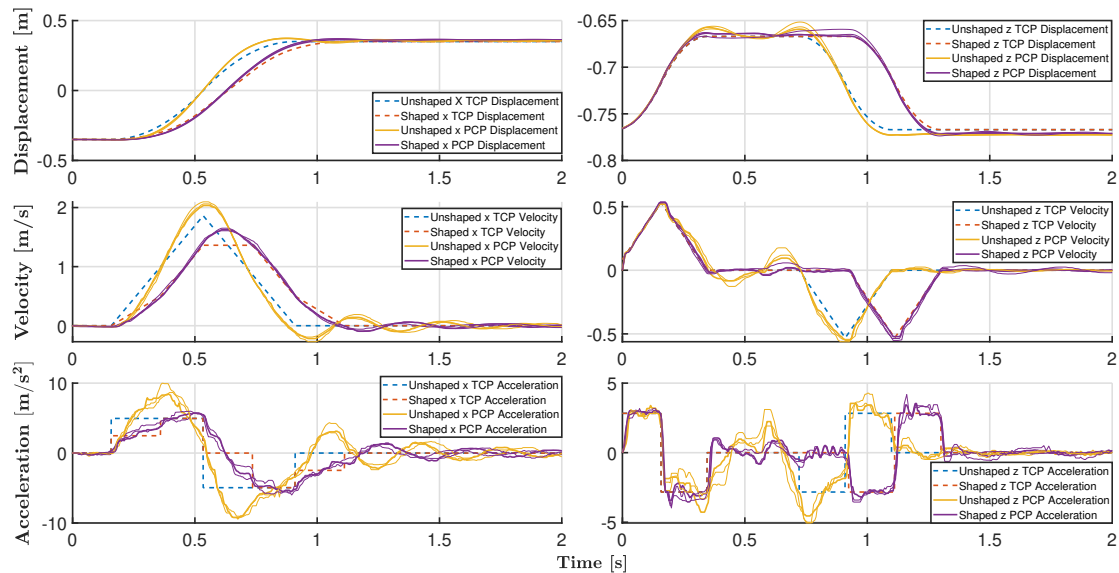 Displacement [m]
0.5
0
-0.5
Unshaped X TCP Displacement
Shaped x TCP Displacement
Unshaped x PCP Displacement
Shaped x PCP Displacement
0 0.5 1 1.5 2
-0.65
-0.7
-0.75
-0.8
Unshaped z TCP Displacement
Shaped z TCP Displacement
Unshaped z PCP Displacement
Shaped z PCP Displacement
0 0.5 1 1.5 2
Velocity [m/s]
2
1
0
Unshaped x TCP Velocity
Shaped x TCP Velocity
Unshaped x PCP Velocity
Shaped x PCP Velocity
0 0.5 1 1.5 2
0.5
0
-0.5
Unshaped z TCP Velocity
Shaped z TCP Velocity
Unshaped z PCP Velocity
Shaped z PCP Velocity
0 0.5 1 1.5 2
Acceleration [m/s²]
10
0
-10
Unshaped x TCP Acceleration
Shaped x TCP Acceleration
Unshaped x PCP Acceleration
Shaped x PCP Acceleration
0 0.5 1 1.5 2
5
0
-5
Unshaped z TCP Acceleration
Shaped z TCP Acceleration
Unshaped z PCP Acceleration
Shaped z PCP Acceleration
0 0.5 1 1.5 2
Time [s]